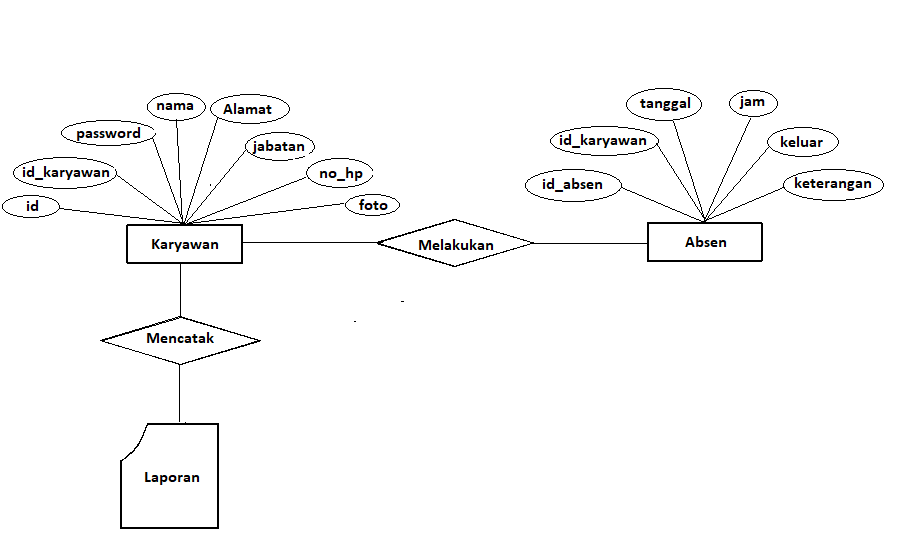 nama
Alamat
password
jabatan
id_karyawan
no_hp
id
foto
tanggal
jam
id_karyawan
keluar
id_absen
keterangan
Karyawan
Melakukan
Absen
Mencatak
Laporan